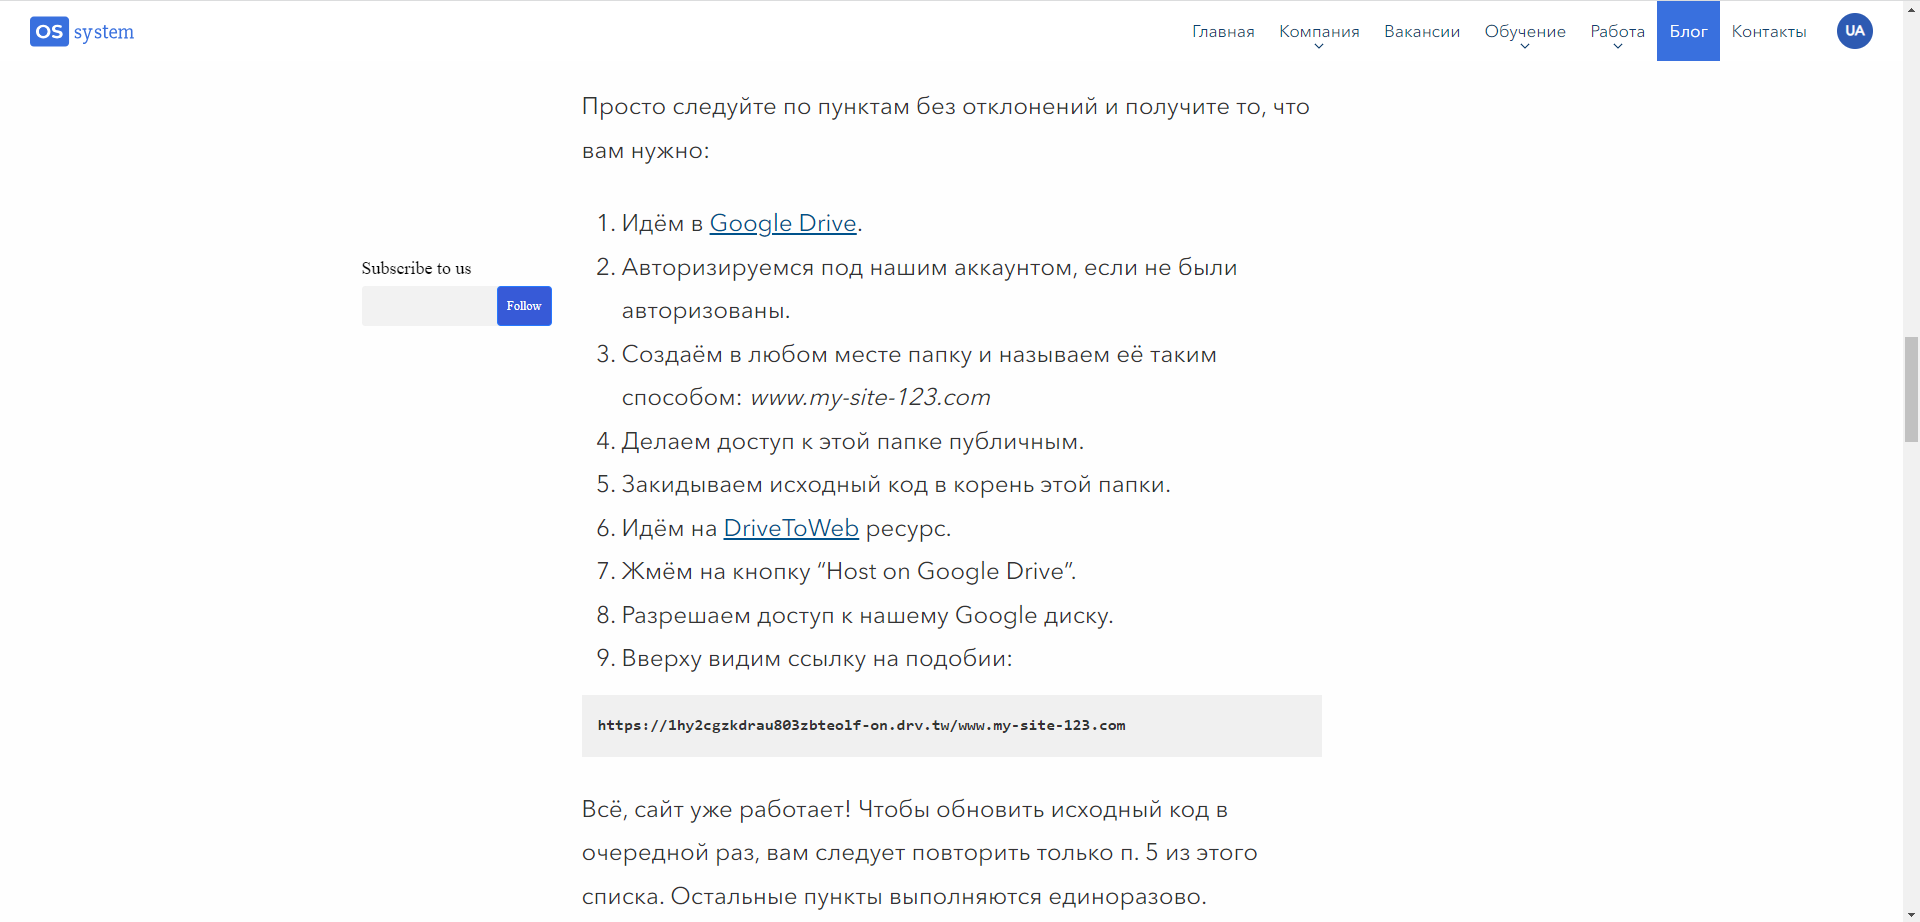 OS system
Главная Компания Вакансии Обучение Работа Блог Контакты UA
Просто следуйте по пунктам без отклонений и получите то, что
вам нужно:
Subscribe to us
Follow
1. Идём в Google Drive.
2. Авторизируемся под нашим аккаунтом, если не были
авторизованы.
3. Создаём в любом месте папку и называем её таким
способом: www.my-site-123.com
4. Делаем доступ к этой папке публичным.
5. Закидываем исходный код в корень этой папки.
6. Идём на DriveToWeb ресурс.
7. Жмём на кнопку “Host on Google Drive”.
8. Разрешаем доступ к нашему Google диску.
9. Вверху видим ссылку на подобии:
https://1hy2cgzkdrau803zbteolf-on.drv.tw/www.my-site-123.com
Всё, сайт уже работает! Чтобы обновить исходный код в
очередной раз, вам следует повторить только п. 5 из этого
списка. Остальные пункты выполняются единоразово.